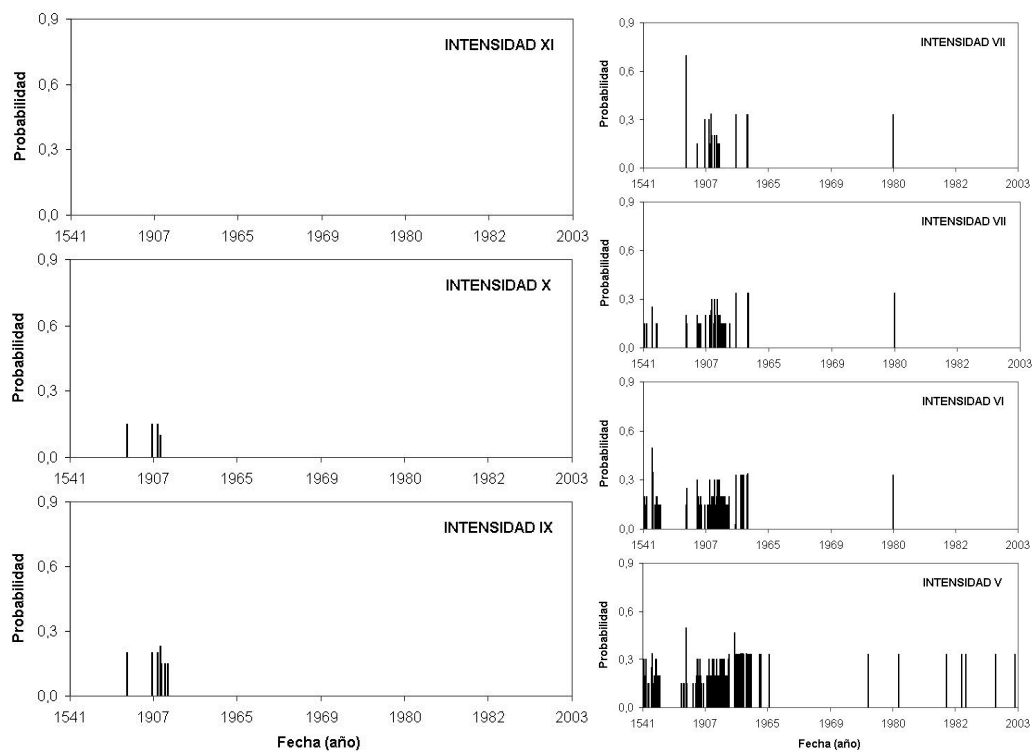 INTENSIDAD XI
Probabilidad
0,9
0,6
0,3
0,0
1541 1907 1965 1969 1980 1982 2003
INTENSIDAD X
Probabilidad
0,9
0,6
0,3
0,0
1541 1907 1965 1969 1980 1982 2003
INTENSIDAD IX
Probabilidad
0,9
0,6
0,3
0,0
1541 1907 1965 1969 1980 1982 2003
Fecha (año)
INTENSIDAD VII
Probabilidad
0,9
0,6
0,3
0,0
1541 1907 1965 1969 1980 1982 2003
INTENSIDAD VII
Probabilidad
0,9
0,6
0,3
0,0
1541 1907 1965 1969 1980 1982 2003
INTENSIDAD VI
Probabilidad
0,9
0,6
0,3
0,0
1541 1907 1965 1969 1980 1982 2003
INTENSIDAD V
Probabilidad
0,9
0,6
0,3
0,0
1541 1907 1965 1969 1980 1982 2003
Fecha (año)